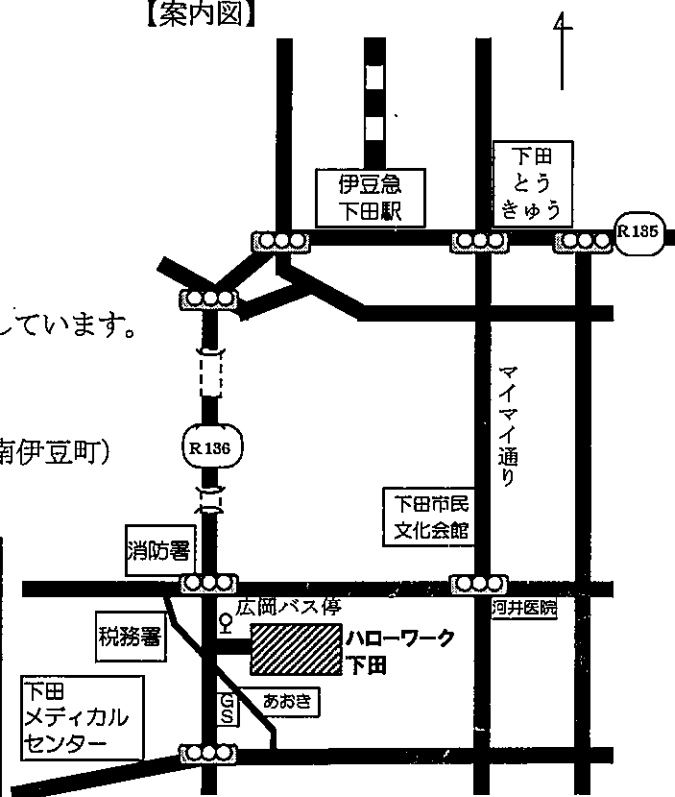 【案内図】
伊豆急
下田駅
下田
とう
きゅう
R135
しています。
マイマイ通り
南伊豆町）
R136
下田市民
文化会館
消防署
広岡バス停
河井医院
税務署
ハローワーク
下田
下田
メディカル
センター
GS
あおき